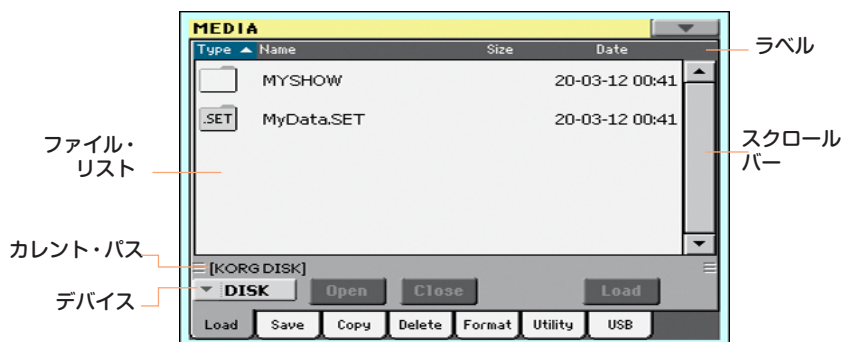 MEDIA
Type Name Size Date
ラベル
MYSHOW 20-03-12 00:41
.SET MyData.SET 20-03-12 00:41
ファイル・
リスト
スクロール
バー
カレント・パス
[KORG DISK]
デバイス
DISK Open Close Load
Load Save Copy Delete Format Utility USB